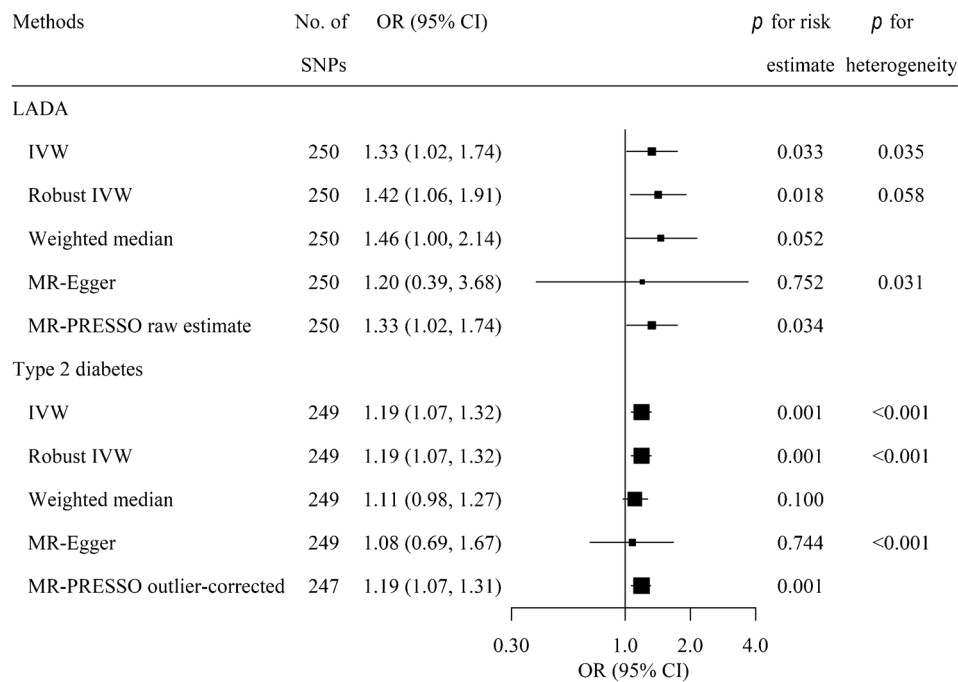 Methods No. of OR (95% CI) p for risk p for
SNPs estimate heterogeneity
LADA
IVW 250 1.33 (1.02, 1.74) 0.033 0.035
Robust IVW 250 1.42 (1.06, 1.91) 0.018 0.058
Weighted median 250 1.46 (1.00, 2.14) 0.052
MR-Egger 250 1.20 (0.39, 3.68) 0.752 0.031
MR-PRESSO raw estimate 250 1.33 (1.02, 1.74) 0.034
Type 2 diabetes
IVW 249 1.19 (1.07, 1.32) 0.001 <0.001
Robust IVW 249 1.19 (1.07, 1.32) 0.001 <0.001
Weighted median 249 1.11 (0.98, 1.27) 0.100
MR-Egger 249 1.08 (0.69, 1.67) 0.744 <0.001
MR-PRESSO outlier-corrected 247 1.19 (1.07, 1.31) 0.001
0.30 1.0 2.0 4.0
OR (95% CI)